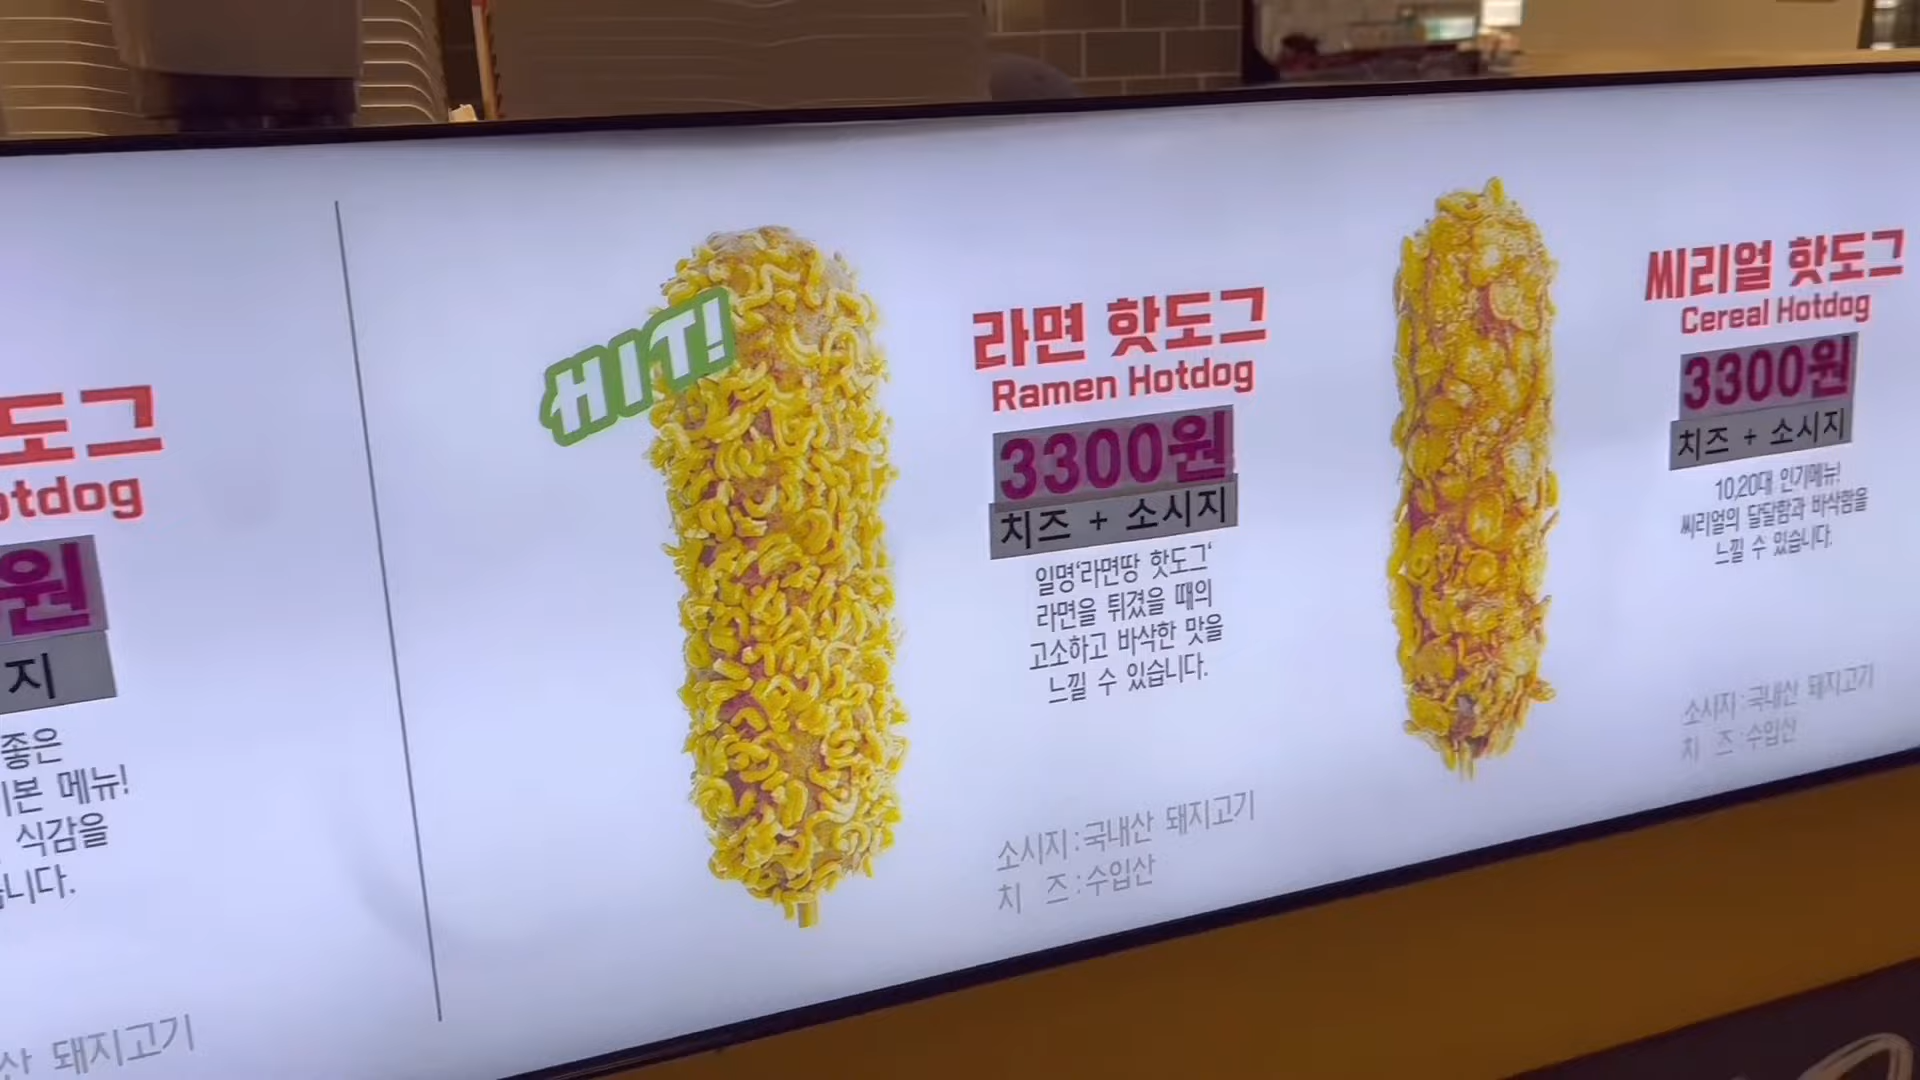 도그
otdog
원
지
좋은
본 메뉴!
식감을
니다.
돼지고기
HIT!
라면 핫도그
Ramen Hotdog
3300원
치즈 + 소시지
일명'라면땅 핫도그'
라면을 튀겼을 때의
고소하고 바삭한 맛을
느낄 수 있습니다.
소시지:국내산 돼지고기
치 즈:수입산
씨리얼 핫도그
Cereal Hotdog
3300원
치즈 + 소시지
10,20대 인기메뉴!
씨리얼의 달달함과 바삭함을
느낄 수 있습니다.
소시지:국내산 돼지고기
치 즈:수입산